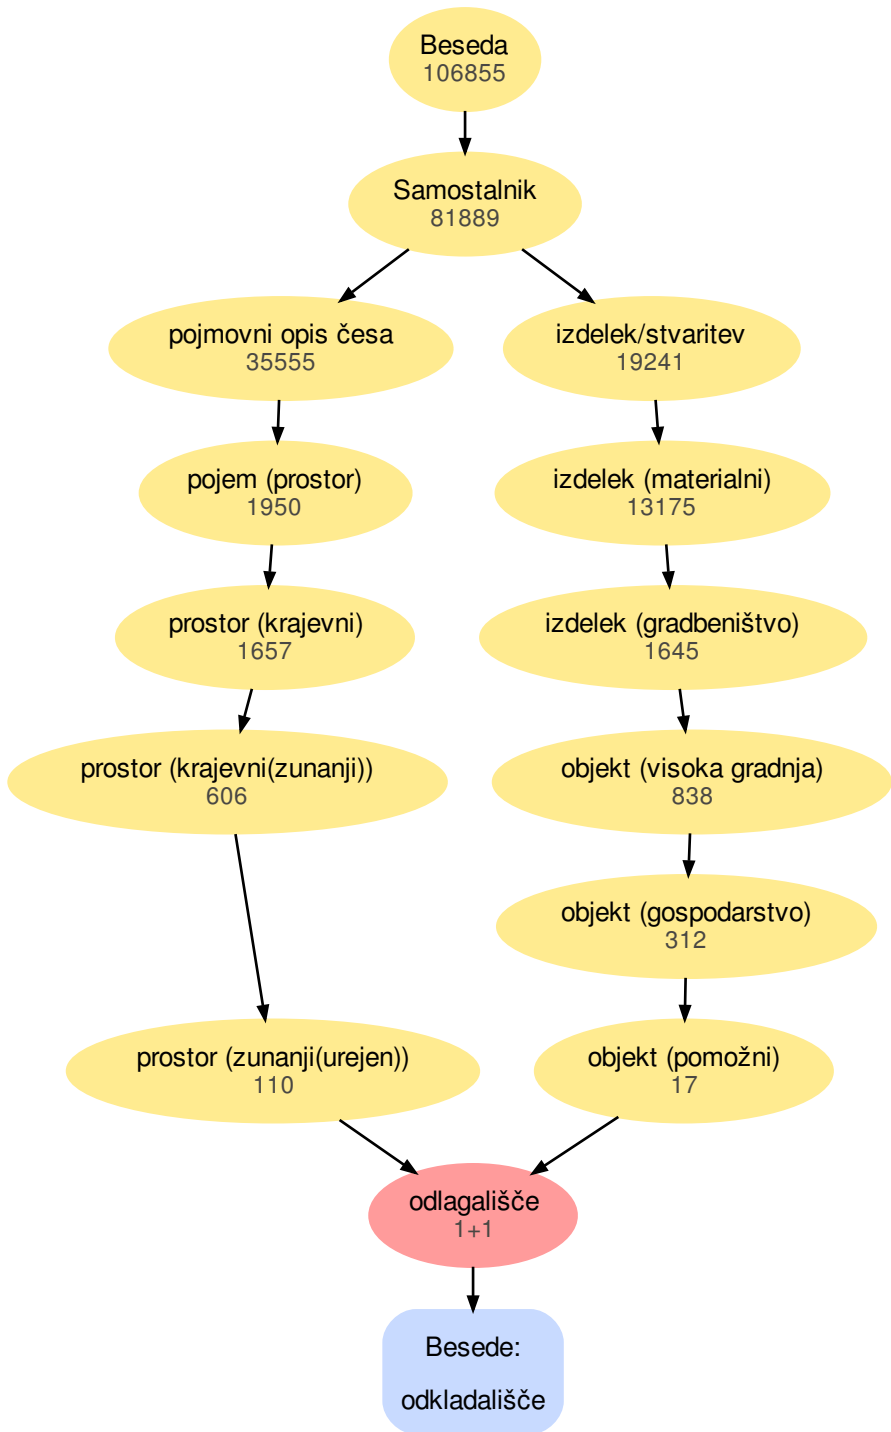 Beseda
106855
Samostalnik
81889
pojmovni opis česa
35555
izdelek/stvaritev
19241
pojem (prostor)
1950
izdelek (materialni)
13175
prostor (krajevni)
1657
izdelek (gradbeništvo)
1645
prostor (krajevni(zunanji))
606
objekt (visoka gradnja)
838
objekt (gospodarstvo)
312
prostor (zunanji(urejen))
110
objekt (pomožni)
17
odlagališče
1+1
Besede:
odkladališče